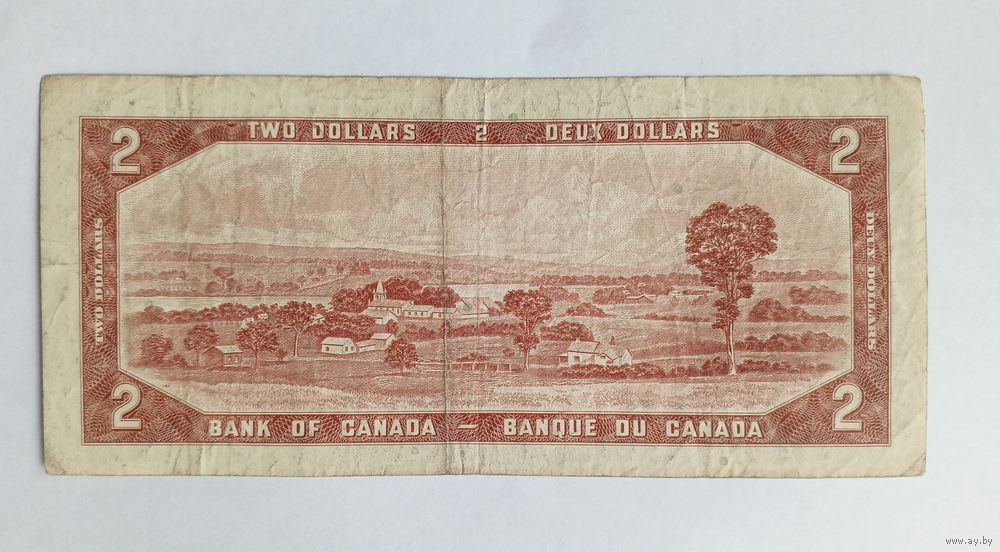 TWO DOLLARS 2 DEUX DOLLARS
2 2
TWO DOLLARS
DEUX DOLLARS
2 2
BANK OF CANADA — BANQUE DU CANADA
www.ay.by